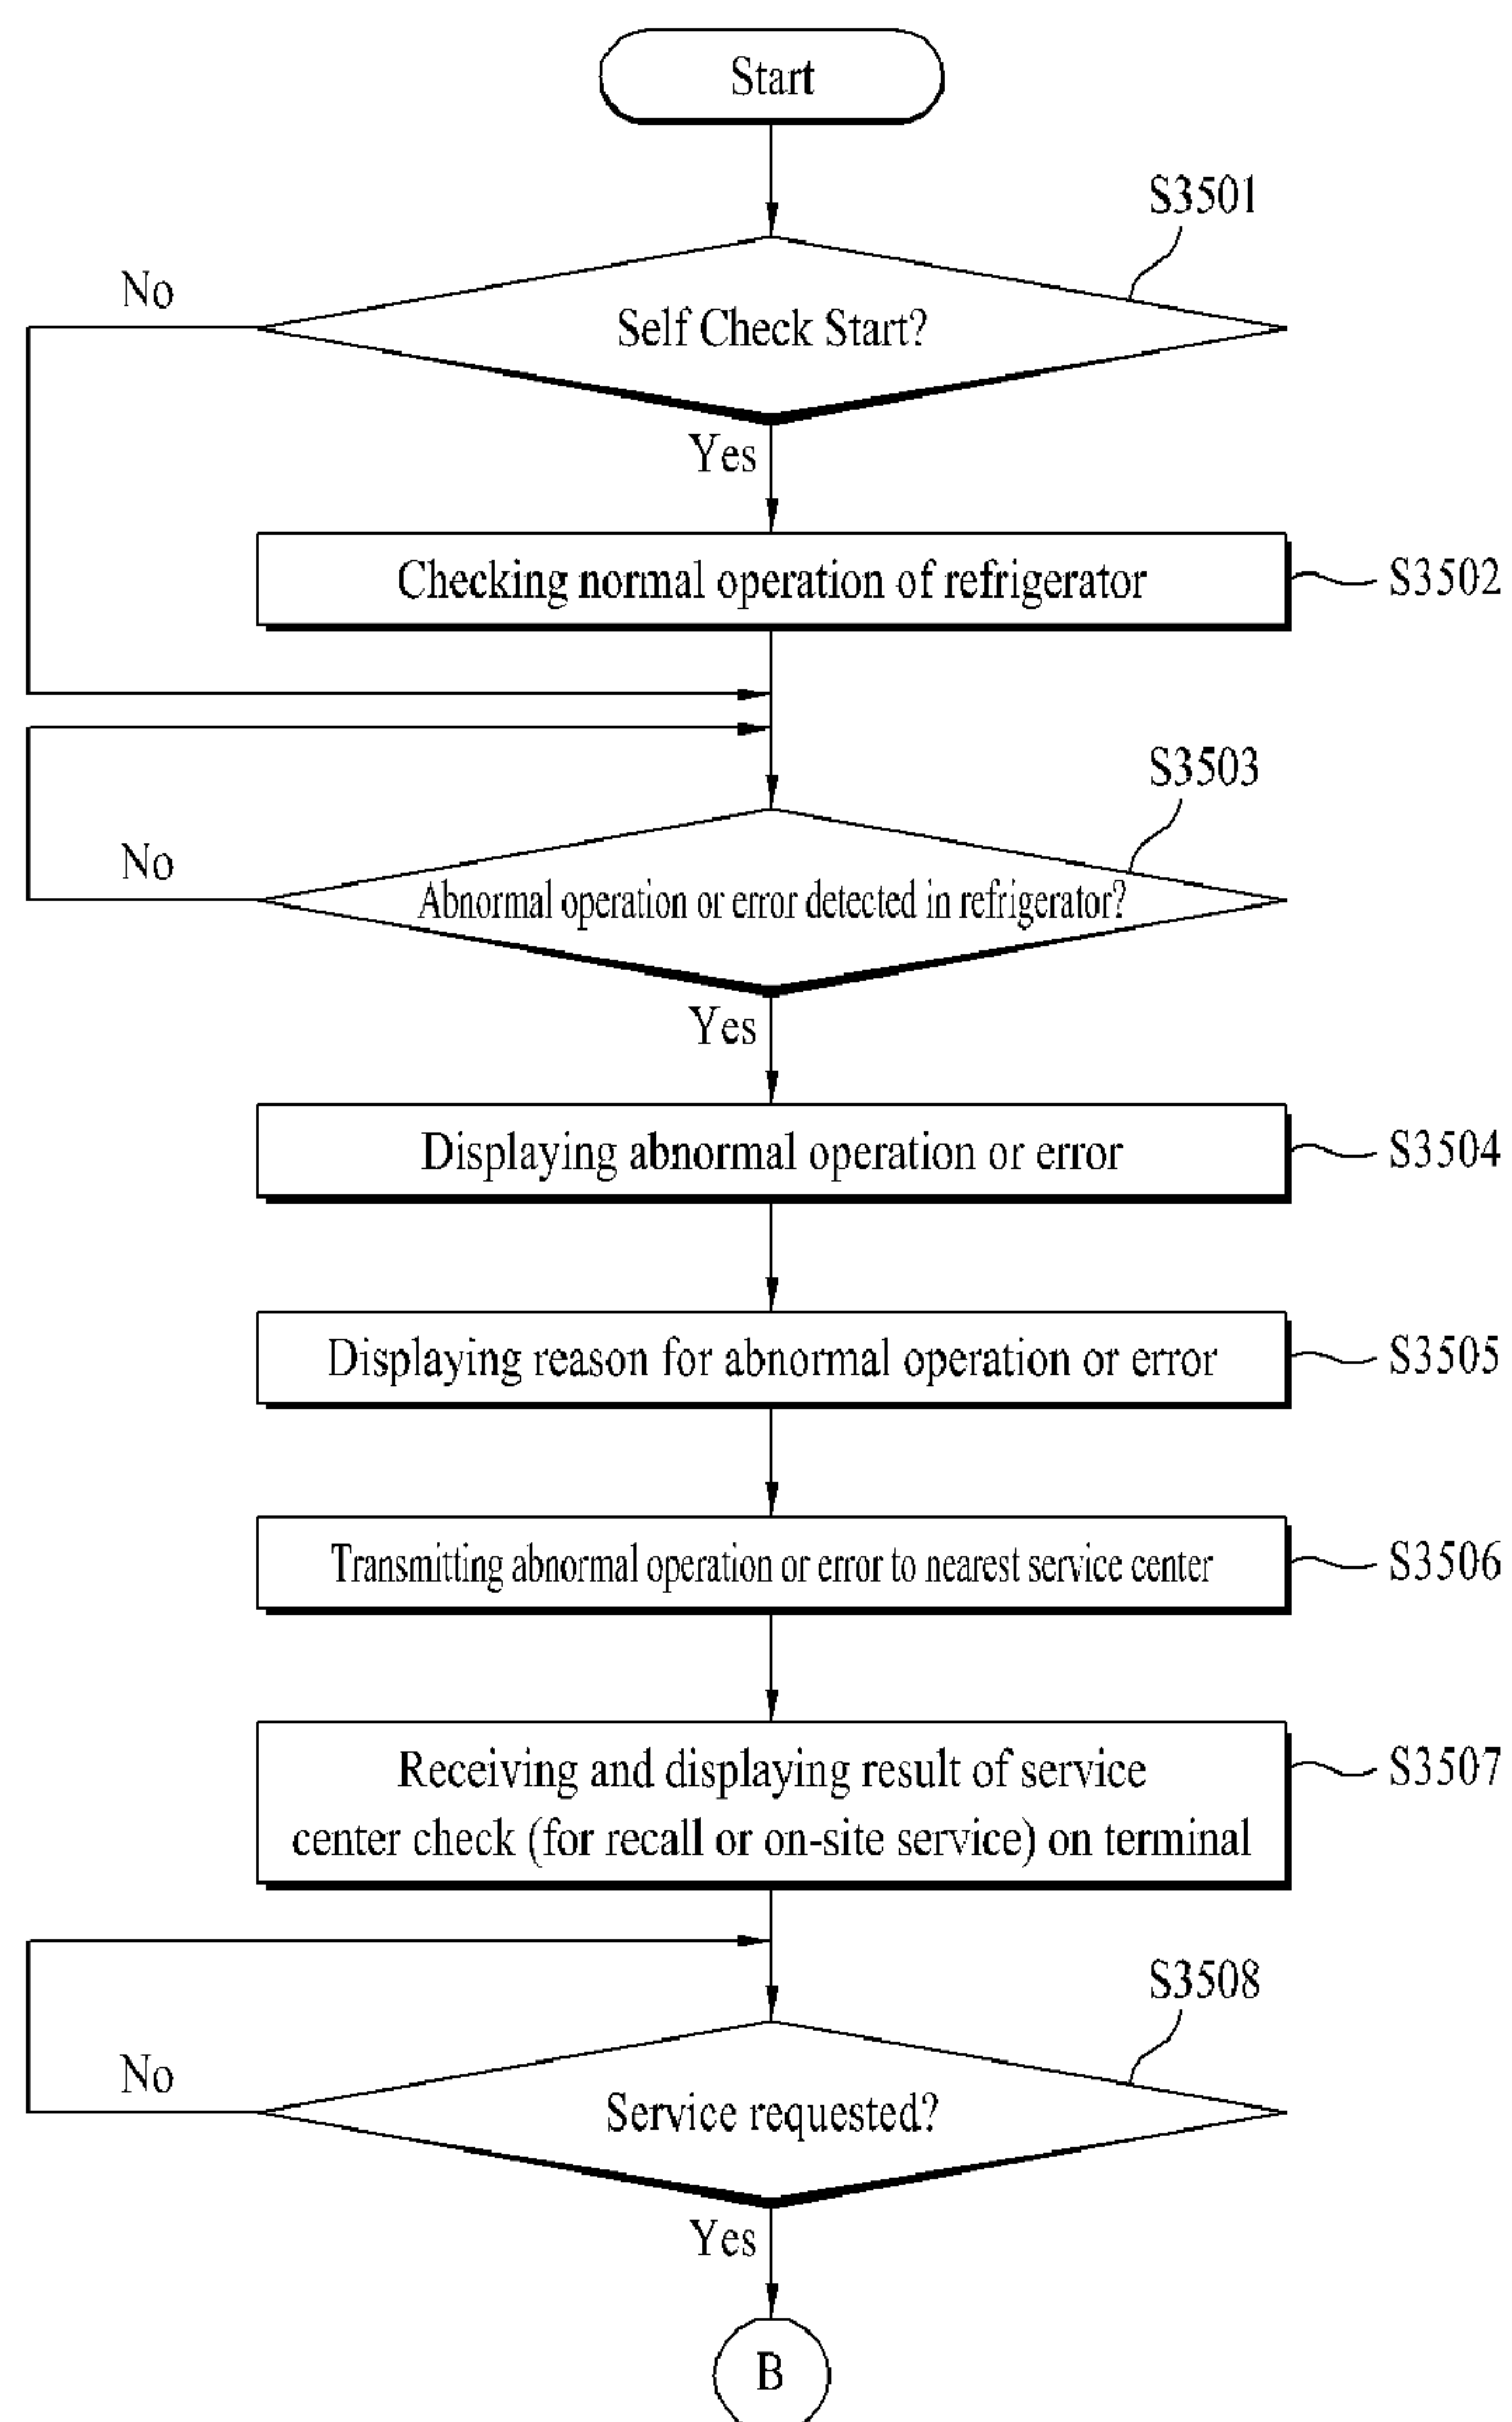 Start
S3501
No
Self Check Start?
Yes
Checking normal operation of refrigerator
S3502
S3503
No
Abnormal operation or error detected in refrigerator?
Yes
Displaying abnormal operation or error
S3504
Displaying reason for abnormal operation or error
S3505
Transmitting abnormal operation or error to nearest service center
S3506
Receiving and displaying result of service
center check (for recall or on-site service) on terminal
S3507
S3508
No
Service requested?
Yes
B